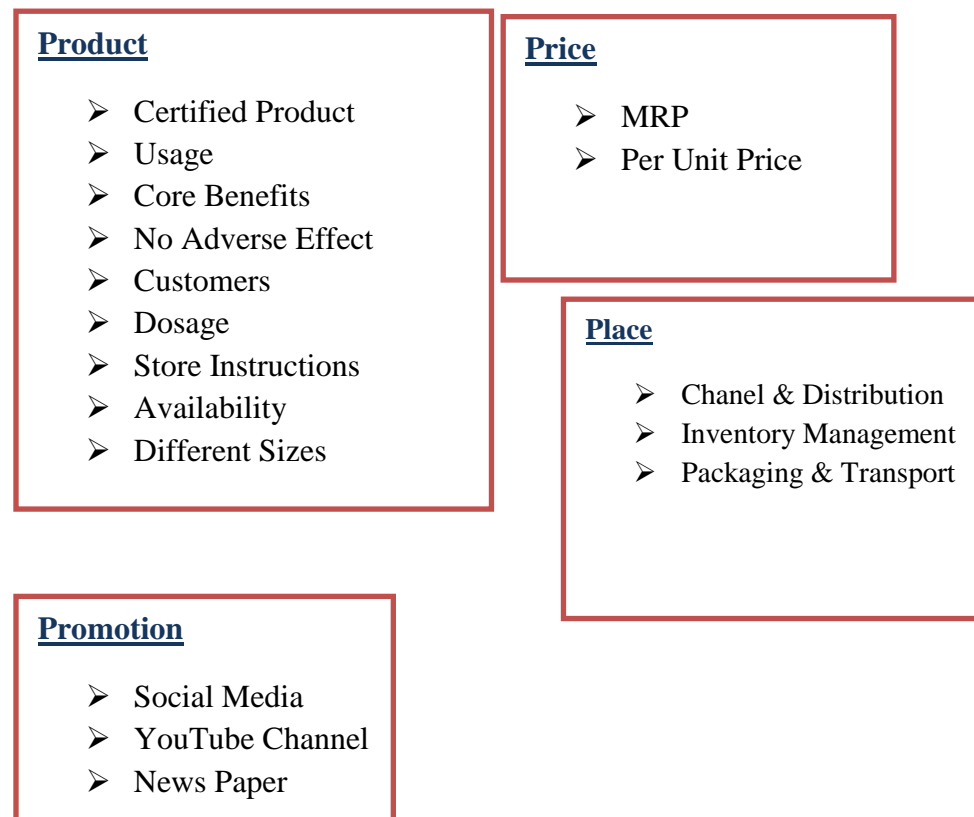 Product
➢ Certified Product
➢ Usage
➢ Core Benefits
➢ No Adverse Effect
➢ Customers
➢ Dosage
➢ Store Instructions
➢ Availability
➢ Different Sizes
Price
➢ MRP
➢ Per Unit Price
Place
➢ Chanel & Distribution
➢ Inventory Management
➢ Packaging & Transport
Promotion
➢ Social Media
➢ YouTube Channel
➢ News Paper